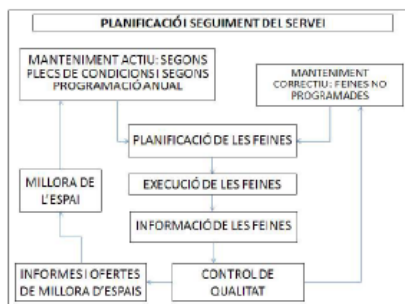 PLANIFICACIÓ I SEGUIMENT DEL SERVEI
MANTENIMENT ACTIU: SEGONS
PLECS DE CONDICIONS I SEGONS
PROGRAMACIÓ ANUAL
MANTENIMENT
CORRECTIU: FEINES NO
PROGRAMADES
PLANIFICACIÓ DE LES FEINES
EXECUCIÓ DE LES FEINES
MILLORA DE
L'ESPAI
INFORMACIÓ DE LES FEINES
INFORMES I OFERTES
DE MILLORA D'ESPAIS
CONTROL DE
QUALITAT